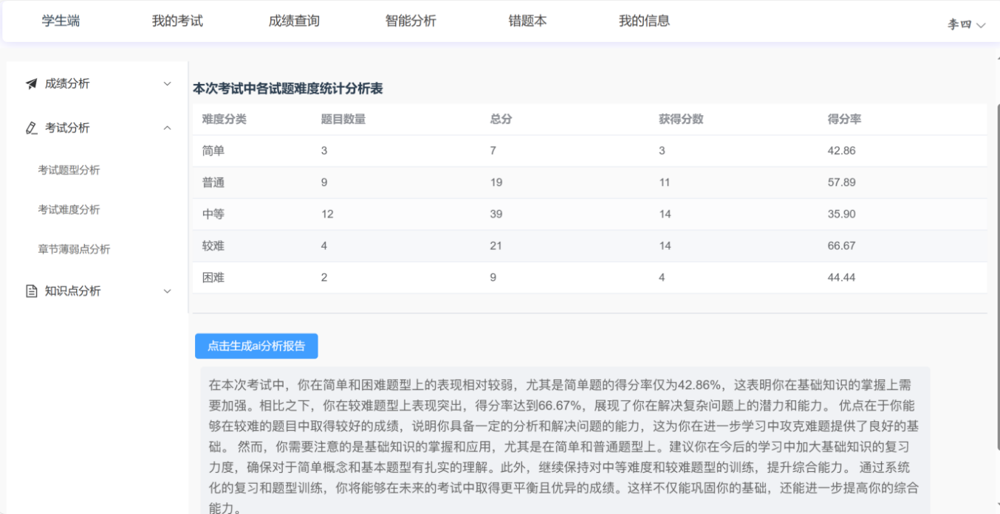 学生端 我的考试 成绩查询 智能分析 错题本 我的信息 李四
成绩分析
考试分析
考试题型分析
考试难度分析
章节薄弱点分析
知识点分析
本次考试中各试题难度统计分析表
难度分类 题目数量 总分 获得分数 得分率
简单 3 7 3 42.86
普通 9 19 11 57.89
中等 12 39 14 35.90
较难 4 21 14 66.67
困难 2 9 4 44.44
点击生成ai分析报告
在本次考试中，你在简单和困难题型上的表现相对较弱，尤其是简单题的得分率仅为42.86%，这表明你在基础知识的掌握上需
要加强。相比之下，你在较难题型上表现突出，得分率达到66.67%，展现了你在解决复杂问题上的潜力和能力。 优点在于你能
够在较难的题目中取得较好的成绩，说明你具备一定的分析和解决问题的能力，这为你在进一步学习中攻克难题提供了良好的基
础。 然而，你需要注意的是基础知识的掌握和应用，尤其是在简单和普通题型上。建议你在今后的学习中加大基础知识的复习
力度，确保对于简单概念和基本题型有扎实的理解。此外，继续保持对中等难度和较难题型的训练，提升综合能力。 通过系统
化的复习和题型训练，你将能够在未来的考试中取得更平衡且优异的成绩。这样不仅能巩固你的基础，还能进一步提高你的综合
能力。